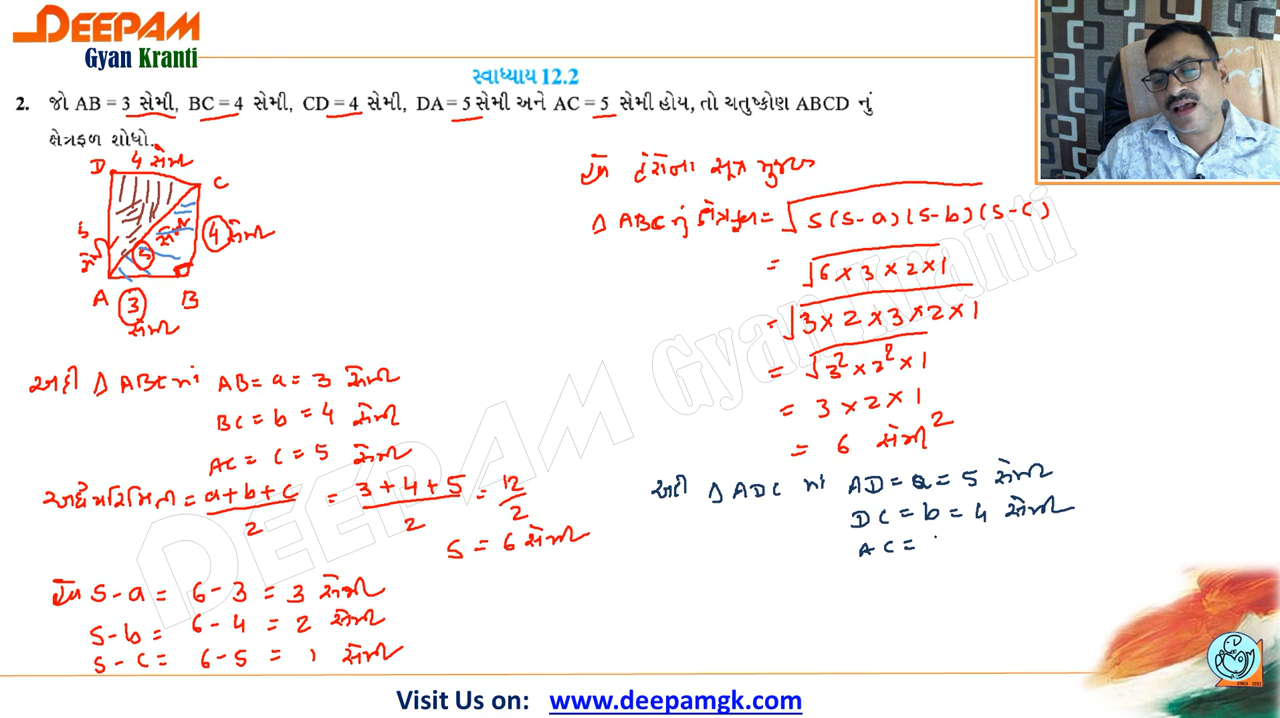 DEEPAM
Gyan Kranti
સ્વાધ્યાય 12.2
2. જો AB = 3 સેમી, BC = 4 સેમી, CD = 4 સેમી, DA = 5 સેમી અને AC = 5 સેમી હોય, તો ચતુષ્કોણ ABCD નું
ક્ષેત્રફળ શોધો.
D 4 સેમી C
5 સેમી
4 સેમી
A B
3 સેમી
અહીં Δ ABC માં AB = a = 3 સેમી
BC = b = 4 સેમી
AC = c = 5 સેમી
અર્ધપરિમિતી = a+b+c / 2 = 3+4+5 / 2 = 12 / 2
S = 6 સેમી
S-a = 6-3 = 3 સેમી
S-b = 6-4 = 2 સેમી
S-c = 6-5 = 1 સેમી
સૂત્ર મુજબ
Δ ABC નું ક્ષેત્રફળ = √S(S-a)(S-b)(S-c)
= √6×3×2×1
= √3×2×3×2×1
= √3²×2²×1
= 3×2×1
= 6 સેમી²
અહીં Δ ADC માં AD = a = 5 સેમી
DC = b = 4 સેમી
AC =
DEEPAM Gyan Kranti
Visit Us on: www.deepamgk.com